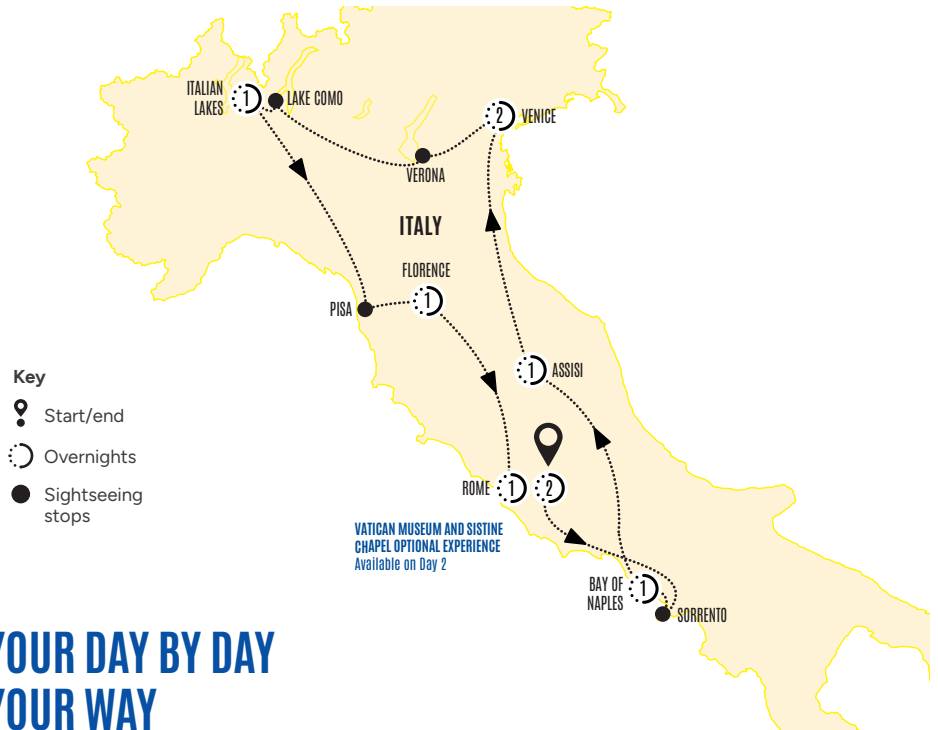 ITALIAN
LAKES
1
LAKE COMO
2
VENICE
VERONA
ITALY
FLORENCE
1
PISA
1
ASSISI
Key
Start/end
Overnights
Sightseeing
stops
ROME
1
2
VATICAN MUSEUM AND SISTINE
CHAPEL OPTIONAL EXPERIENCE
Available on Day 2
BAY OF
NAPLES
1
SORRENTO
YOUR DAY BY DAY
YOUR WAY